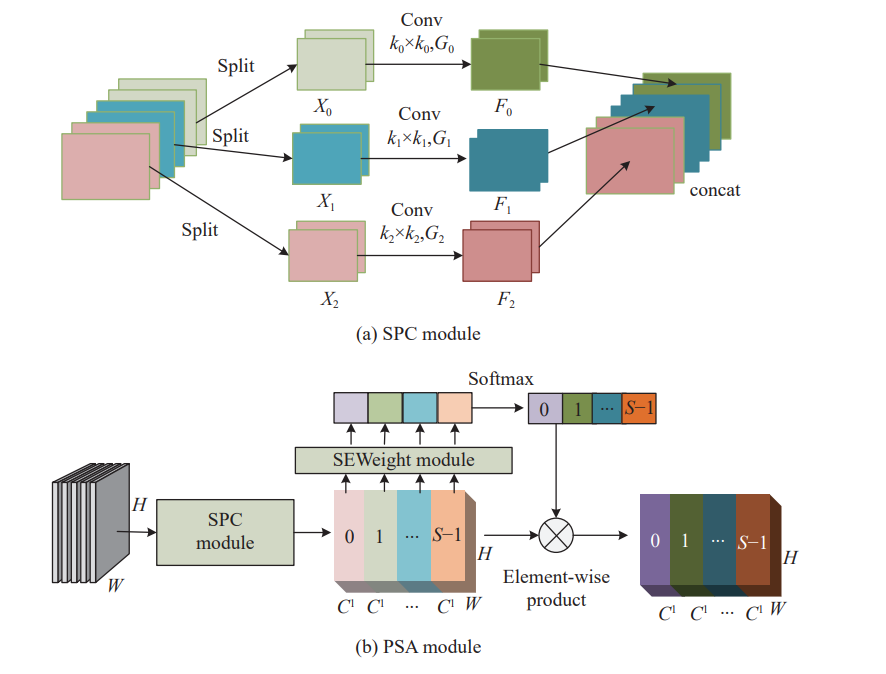 Conv
k₀×k₀,G₀
Split
X₀
F₀
Conv
k₁×k₁,G₁
Split
X₁
F₁
concat
Conv
k₂×k₂,G₂
Split
X₂
F₂
(a) SPC module
Softmax
0 1 ··· S−1
SEWeight module
H
W
SPC
module
0 1 ··· S−1
H
C¹ C¹ ··· C¹ W
Element-wise
product
0 1 ··· S−1
H
C¹ C¹ ··· C¹ W
(b) PSA module